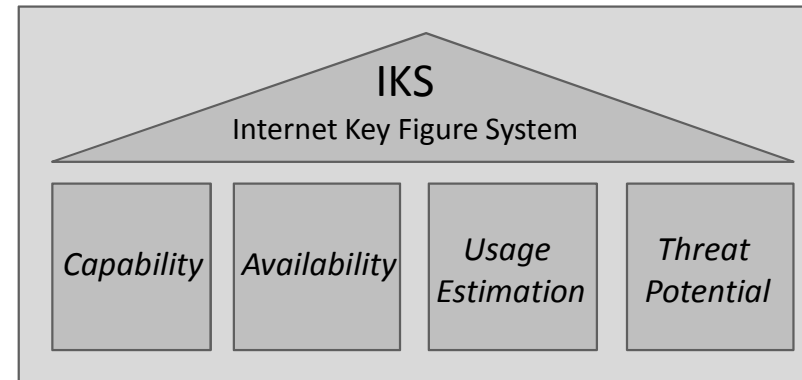 IKS
Internet Key Figure System
Capability
Availability
Usage
Estimation
Threat
Potential